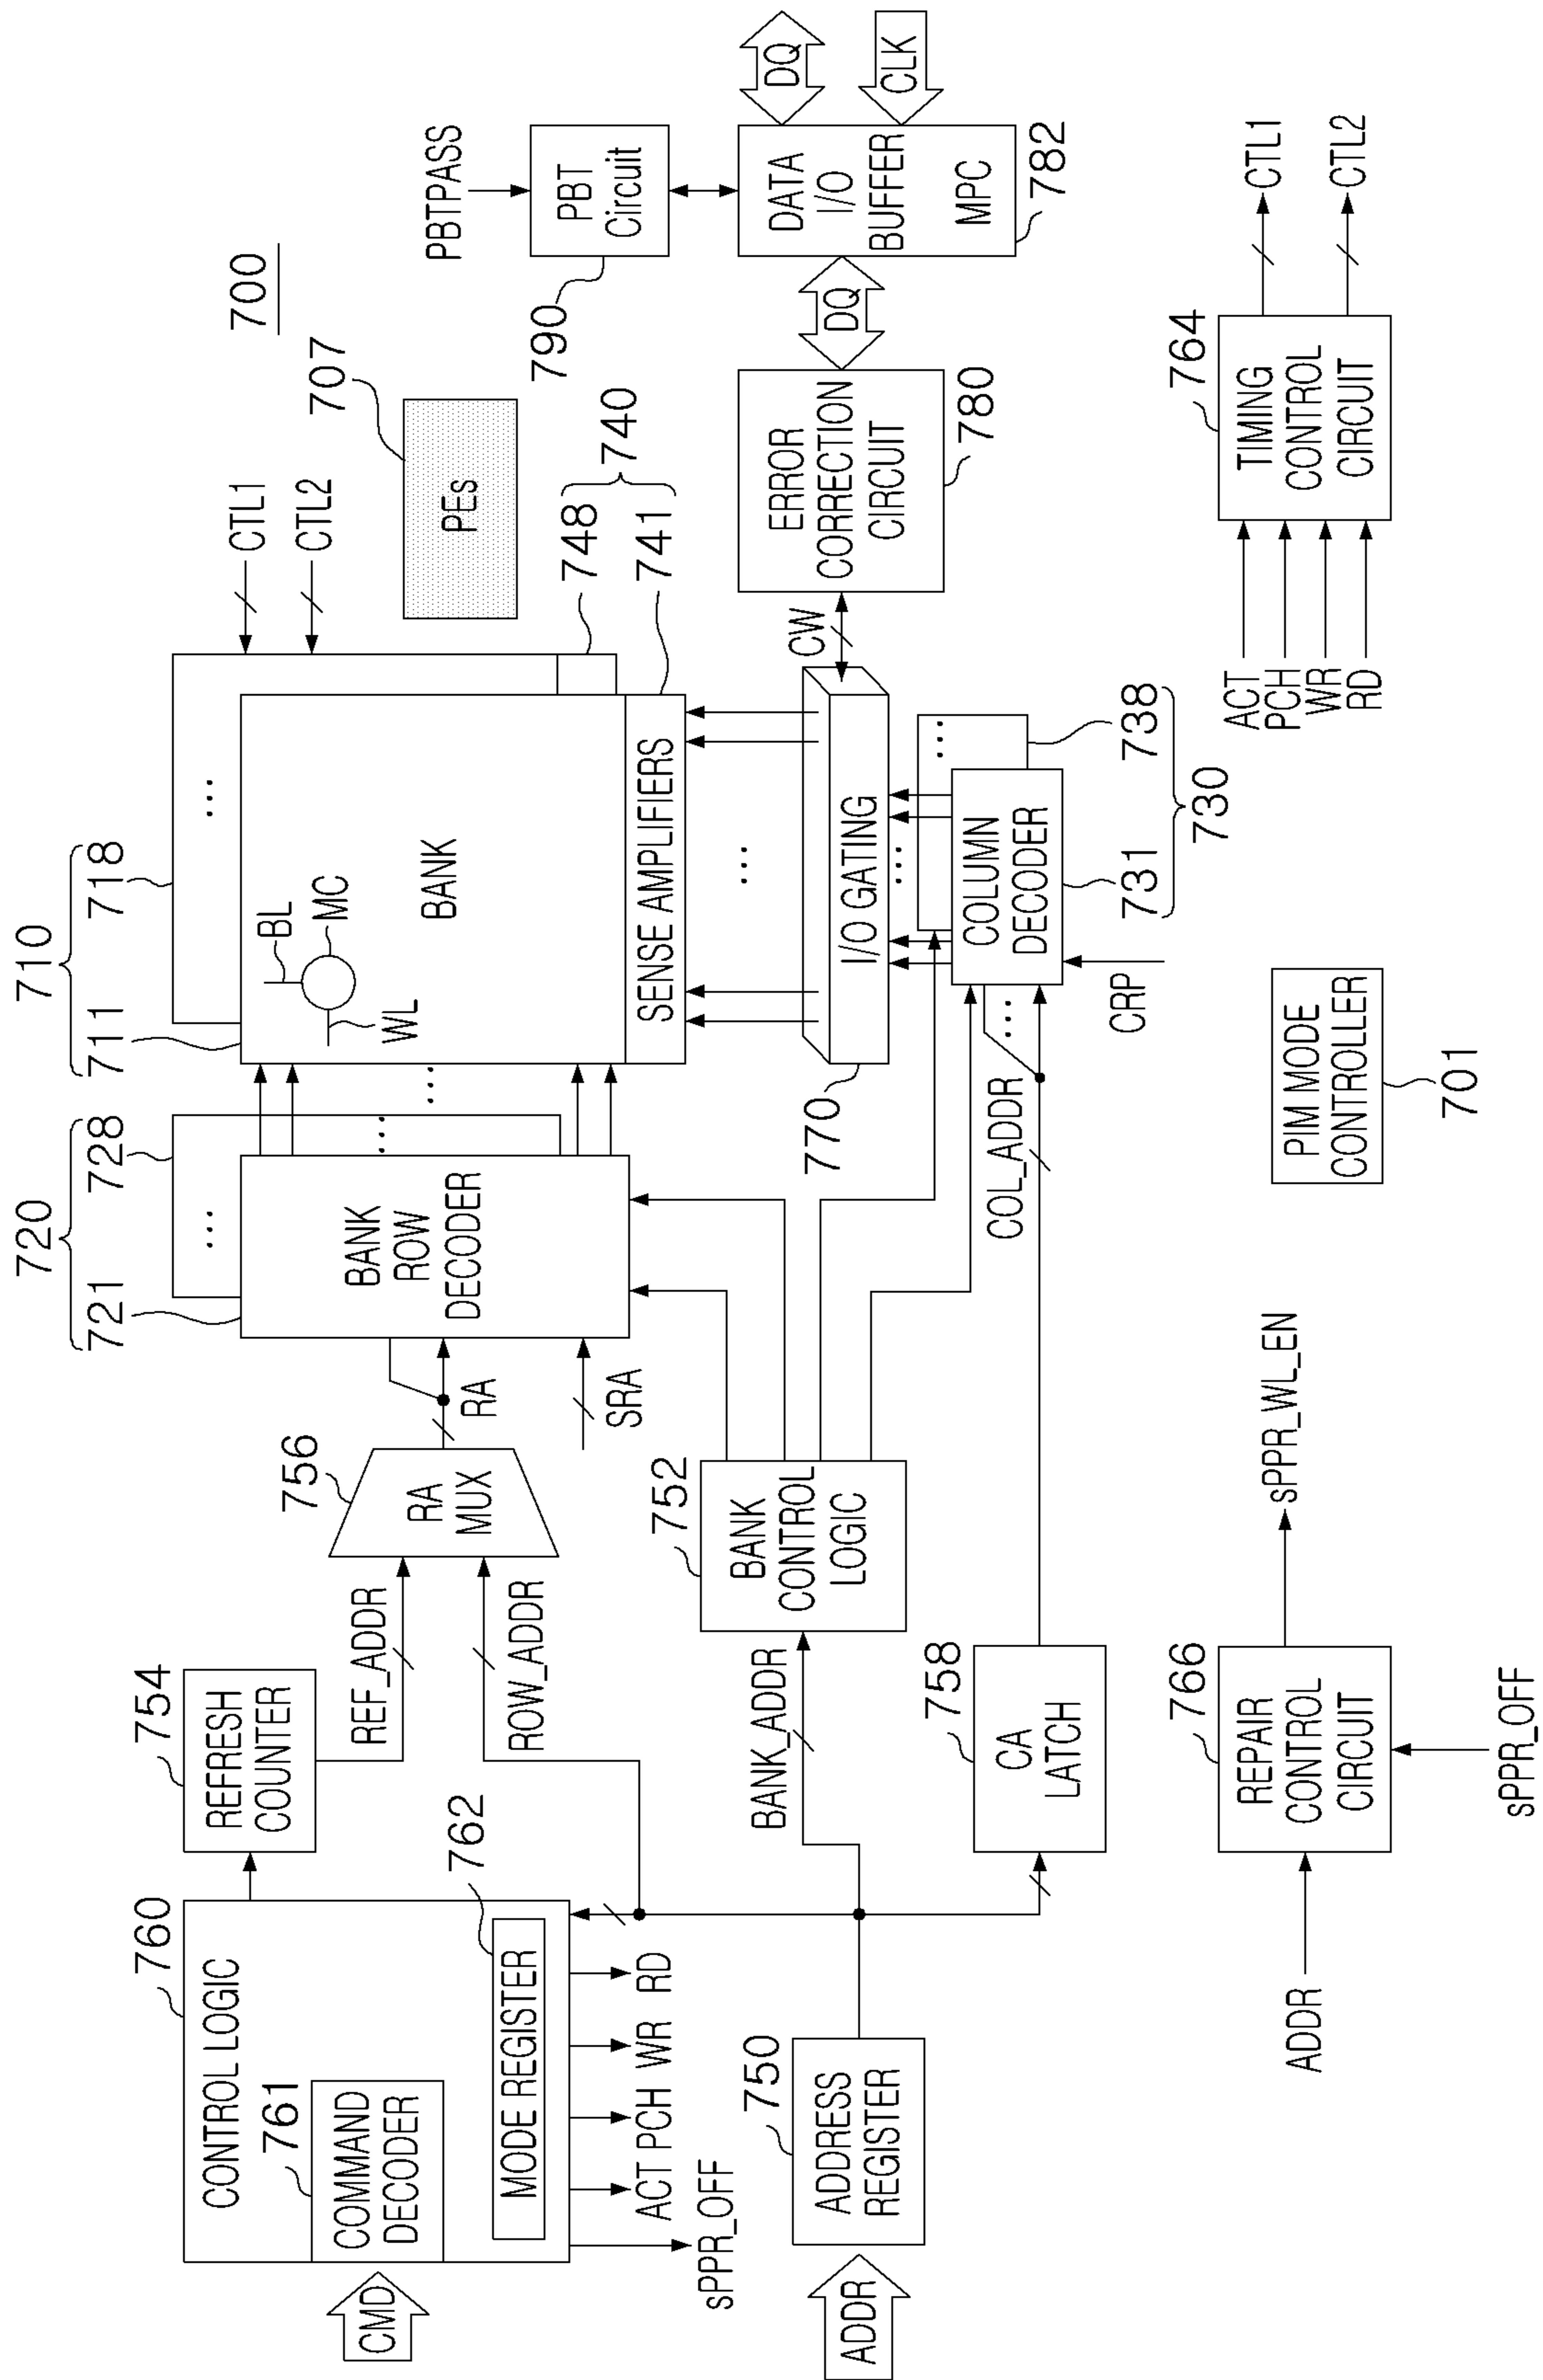 700
CMD
760
CONTROL LOGIC
761
COMMAND
DECODER
762
MODE REGISTER
sPPR_OFF
ACT
PCH
WR
RD
754
REFRESH
COUNTER
REF_ADDR
ROW_ADDR
756
RA
MUX
RA
SRA
720
721
728
...
BANK
ROW
DECODER
...
...
710
711
718
...
BL
MC
WL
BANK
SENSE AMPLIFIERS
CTL1
CTL2
707
PEs
748
741
740
PBTPASS
790
PBT
Circuit
ADDR
750
ADDRESS
REGISTER
BANK_ADDR
752
BANK
CONTROL
LOGIC
758
CA
LATCH
COL_ADDR
...
770
I/O GATING
...
...
...
COLUMN
DECODER
CRP
731
738
730
CW
ERROR
CORRECTION
CIRCUIT
780
DQ
DATA
I/O
BUFFER
MPC
782
DQ
CLK
ADDR
766
REPAIR
CONTROL
CIRCUIT
sPPR_OFF
sPPR_WL_EN
PIM MODE
CONTROLLER
701
ACT
PCH
WR
RD
764
TIMING
CONTROL
CIRCUIT
CTL1
CTL2